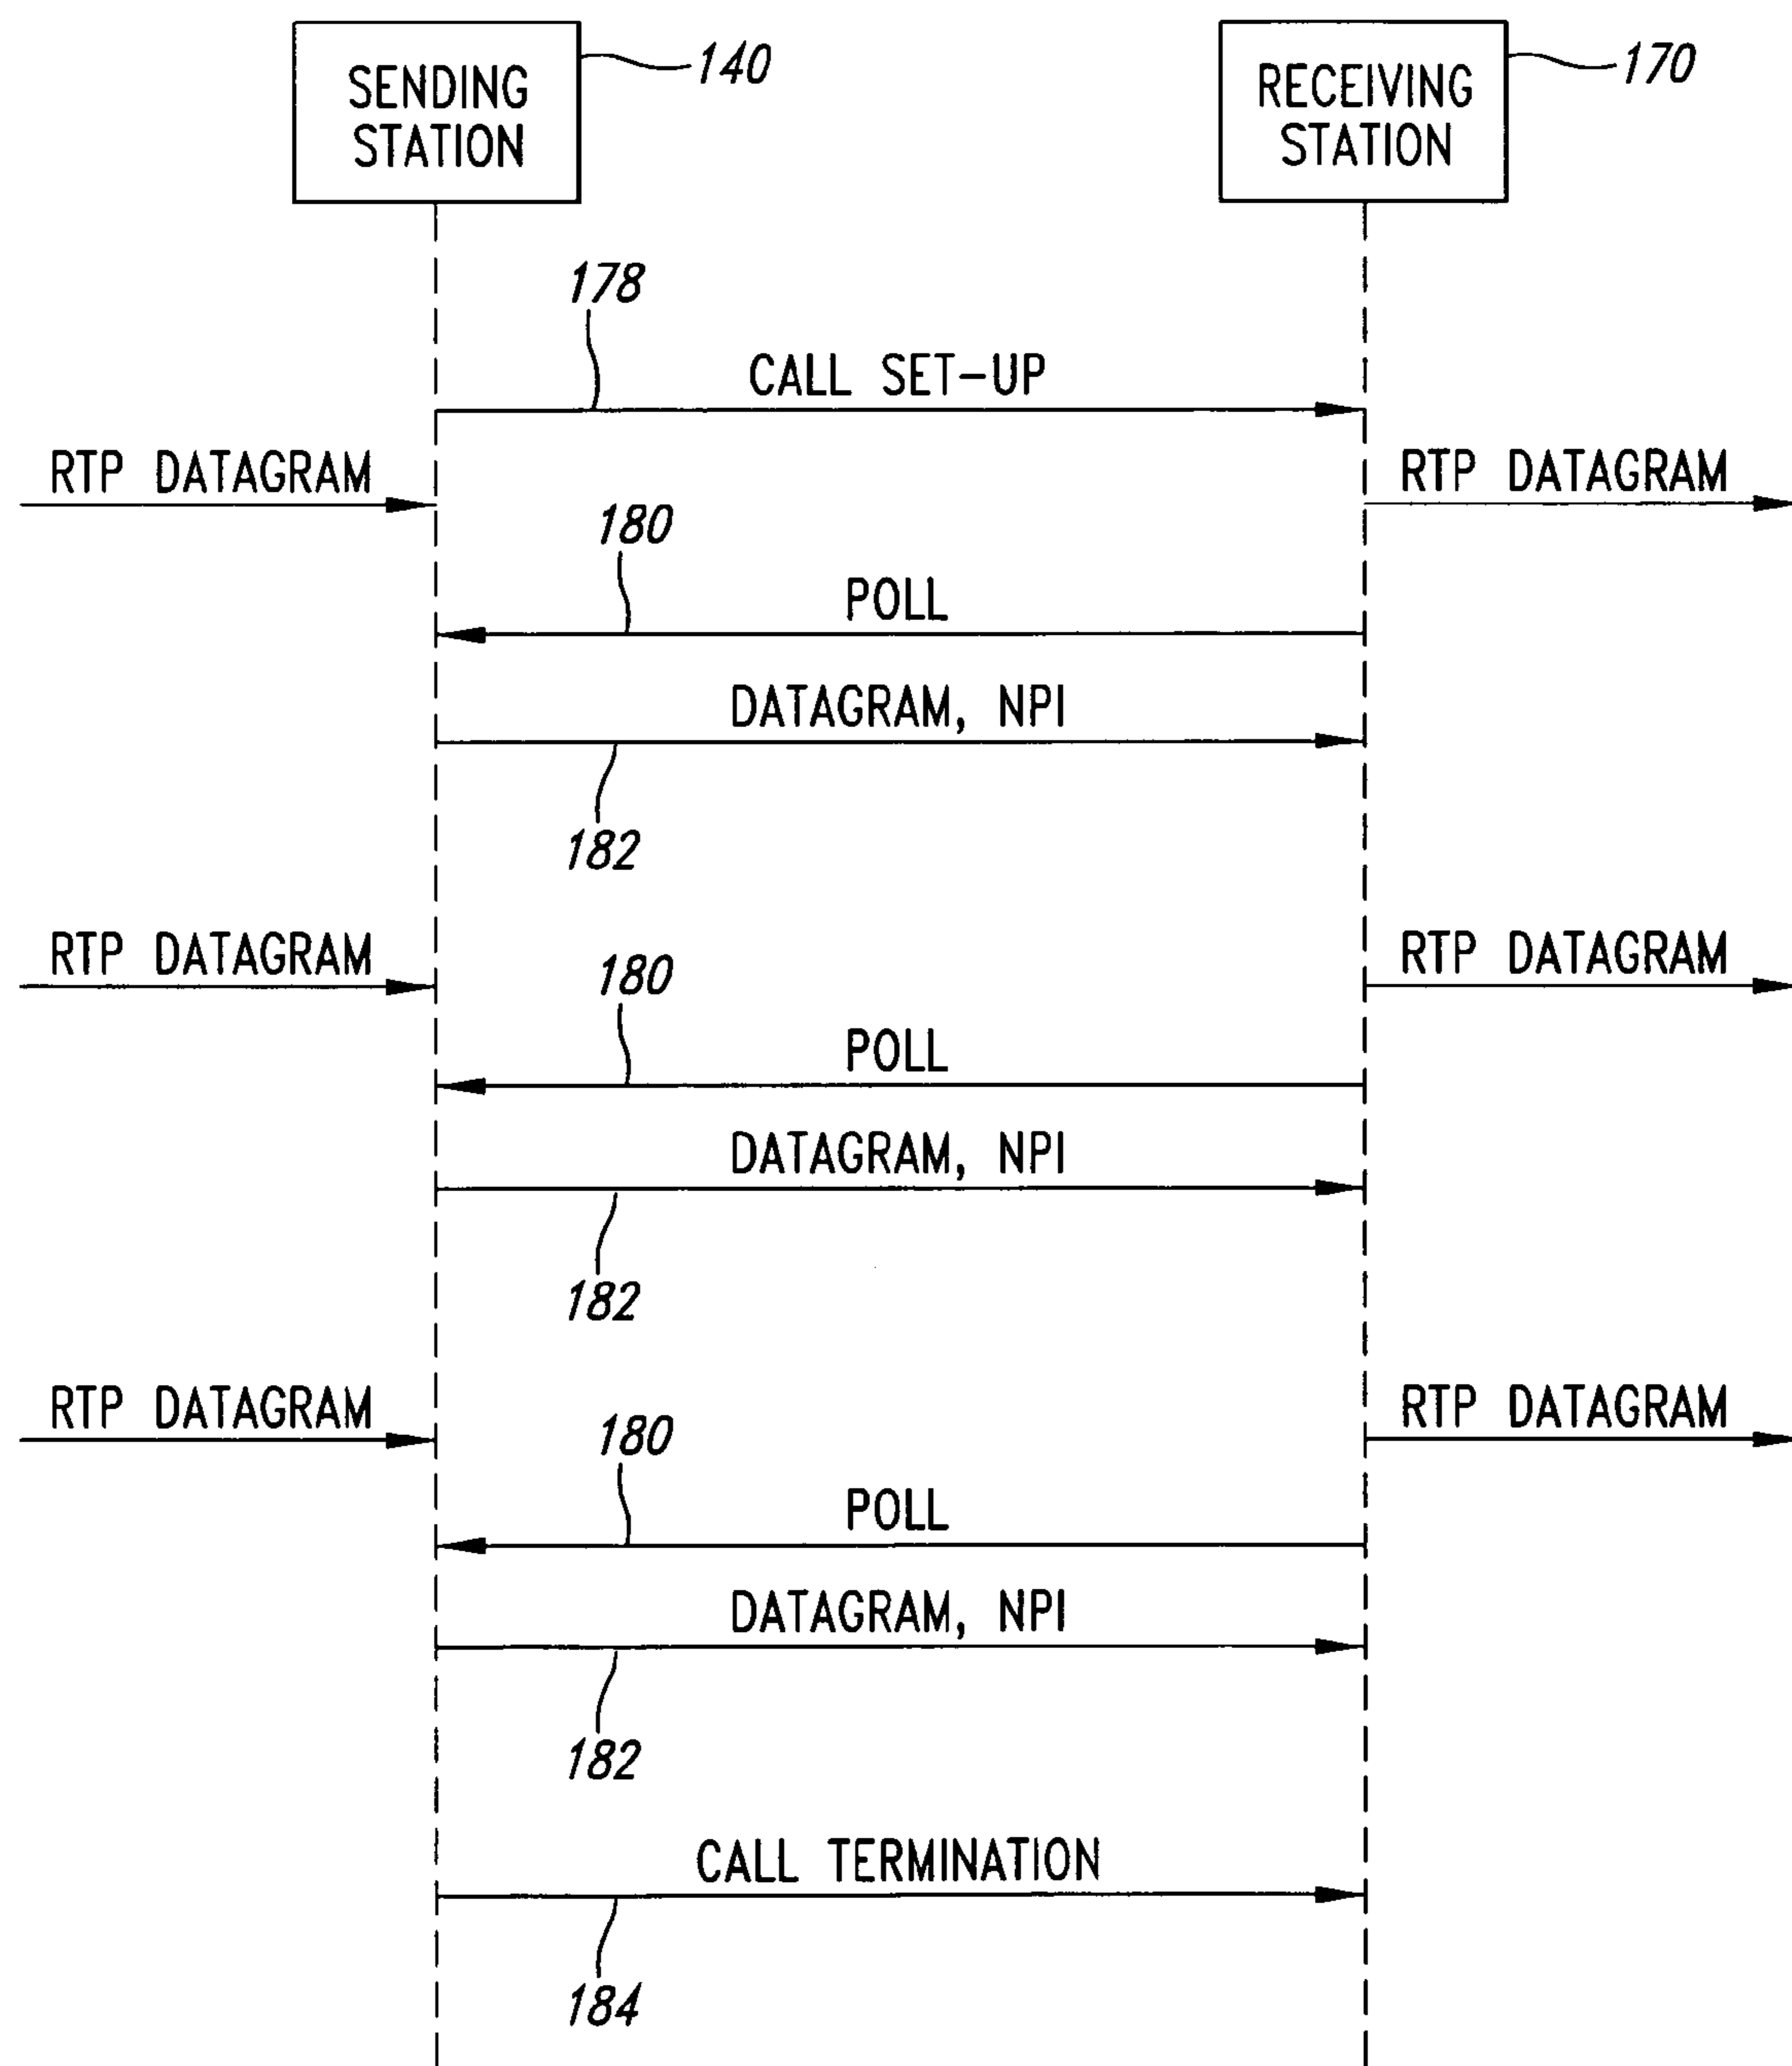 SENDING
STATION
140
RECEIVING
STATION
170
178
CALL SET-UP
RTP DATAGRAM
RTP DATAGRAM
180
POLL
DATAGRAM, NPI
182
RTP DATAGRAM
RTP DATAGRAM
180
POLL
DATAGRAM, NPI
182
RTP DATAGRAM
RTP DATAGRAM
180
POLL
DATAGRAM, NPI
182
CALL TERMINATION
184